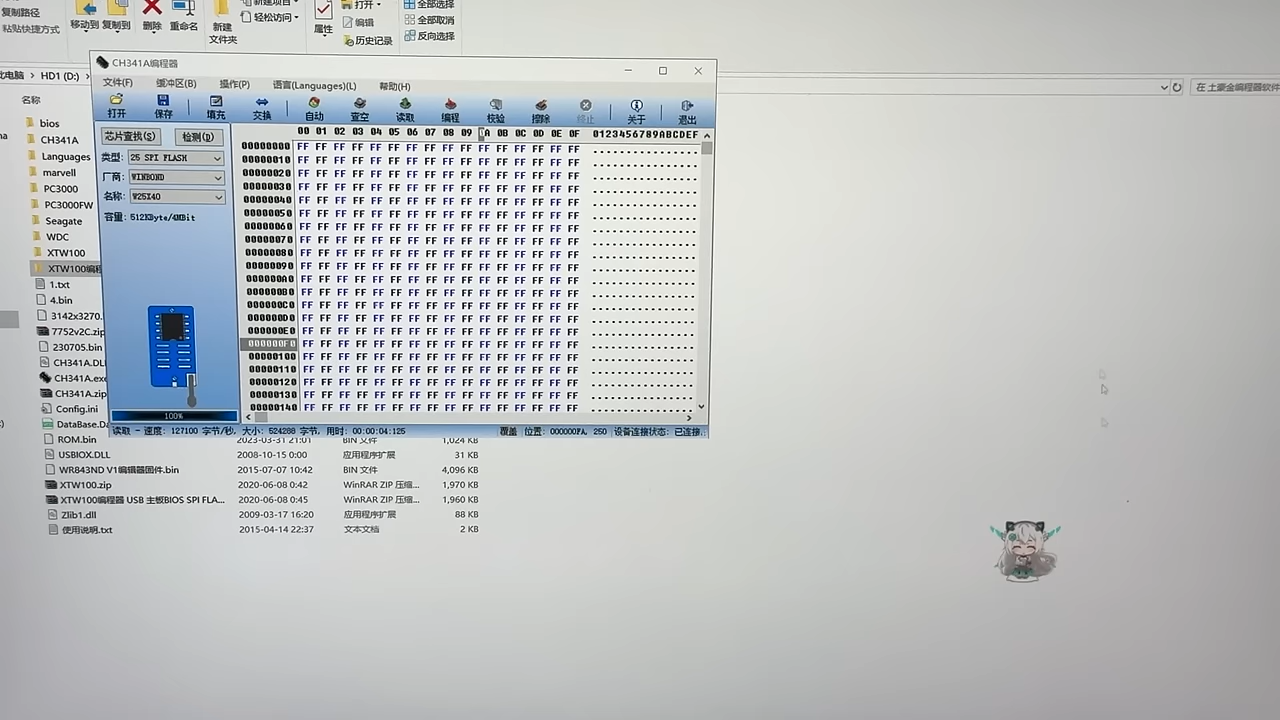 复制路径
粘贴快捷方式
移动到 复制到 删除 重命名 新建文件夹
轻松访问
属性
打开
编辑
历史记录
全部选择
全部取消
反向选择
此电脑 > HD1 (D:) >
在 土豪金编程器软件
CH341A编程器
文件(F) 缓冲区(B) 操作(P) 语言(Languages)(L) 帮助(H)
打开 保存 填充 交换 自动 查空 读取 编程 校验 擦除 终止 关于 退出
芯片查找(S) 检测(D)
类型: 25 SPI FLASH
厂商: WINBOND
名称: W25X40
容量: 512KByte/4MBit
00 01 02 03 04 05 06 07 08 09 0A 0B 0C 0D 0E 0F 0123456789ABCDEF
00000000 FF FF FF FF FF FF FF FF FF FF FF FF FF FF FF FF ................
00000010 FF FF FF FF FF FF FF FF FF FF FF FF FF FF FF FF ................
00000020 FF FF FF FF FF FF FF FF FF FF FF FF FF FF FF FF ................
00000030 FF FF FF FF FF FF FF FF FF FF FF FF FF FF FF FF ................
00000040 FF FF FF FF FF FF FF FF FF FF FF FF FF FF FF FF ................
00000050 FF FF FF FF FF FF FF FF FF FF FF FF FF FF FF FF ................
00000060 FF FF FF FF FF FF FF FF FF FF FF FF FF FF FF FF ................
00000070 FF FF FF FF FF FF FF FF FF FF FF FF FF FF FF FF ................
00000080 FF FF FF FF FF FF FF FF FF FF FF FF FF FF FF FF ................
00000090 FF FF FF FF FF FF FF FF FF FF FF FF FF FF FF FF ................
000000A0 FF FF FF FF FF FF FF FF FF FF FF FF FF FF FF FF ................
000000B0 FF FF FF FF FF FF FF FF FF FF FF FF FF FF FF FF ................
000000C0 FF FF FF FF FF FF FF FF FF FF FF FF FF FF FF FF ................
000000D0 FF FF FF FF FF FF FF FF FF FF FF FF FF FF FF FF ................
000000E0 FF FF FF FF FF FF FF FF FF FF FF FF FF FF FF FF ................
000000F0 FF FF FF FF FF FF FF FF FF FF FF FF FF FF FF FF ................
00000100 FF FF FF FF FF FF FF FF FF FF FF FF FF FF FF FF ................
00000110 FF FF FF FF FF FF FF FF FF FF FF FF FF FF FF FF ................
00000120 FF FF FF FF FF FF FF FF FF FF FF FF FF FF FF FF ................
00000130 FF FF FF FF FF FF FF FF FF FF FF FF FF FF FF FF ................
00000140 FF FF FF FF FF FF FF FF FF FF FF FF FF FF FF FF ................
100%
读取 - 速度: 127100 字节/秒, 大小: 524288 字节, 用时: 00:00:04:125 覆盖 位置: 000000FA, 250 设备连接状态: 已连接.
名称
bios
CH341A
Languages
marvell
PC3000
PC3000FW
Seagate
WDC
XTW100
XTW100编程
1.txt
4.bin
3142x3270.
7752v2C.zip
230705.bin
CH341A.DLL
CH341A.exe
CH341A.zip
Config.ini
DataBase.Da
ROM.bin 2023-03-31 21:01 BIN 文件 1,024 KB
USBIOX.DLL 2008-10-15 0:00 应用程序扩展 31 KB
WR843ND V1编辑器固件.bin 2015-07-07 10:42 BIN 文件 4,096 KB
XTW100.zip 2020-06-08 0:42 WinRAR ZIP 压缩... 1,970 KB
XTW100编程器 USB 主板BIOS SPI FLA... 2020-06-08 0:45 WinRAR ZIP 压缩... 1,960 KB
Zlib1.dll 2009-03-17 16:20 应用程序扩展 88 KB
使用说明.txt 2015-04-14 22:37 文本文档 2 KB